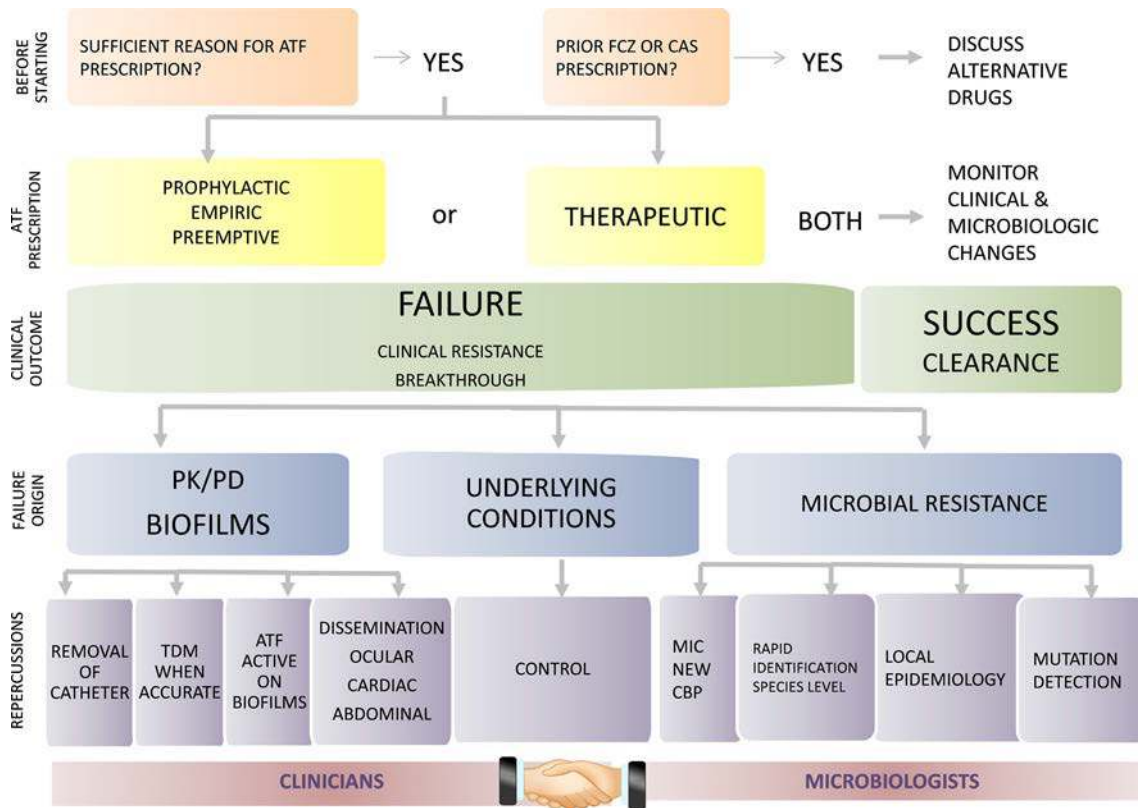 BEFORE
STARTING
SUFFICIENT REASON FOR ATF
PRESCRIPTION?
YES
PRIOR FCZ OR CAS
PRESCRIPTION?
YES
DISCUSS
ALTERNATIVE
DRUGS
ATF
PRESCRIPTION
PROPHYLACTIC
EMPIRIC
PREEMPTIVE
or
THERAPEUTIC
BOTH
MONITOR
CLINICAL &
MICROBIOLOGIC
CHANGES
CLINICAL
OUTCOME
FAILURE
CLINICAL RESISTANCE
BREAKTHROUGH
SUCCESS
CLEARANCE
FAILURE
ORIGIN
PK/PD
BIOFILMS
UNDERLYING
CONDITIONS
MICROBIAL RESISTANCE
REPERCUSSIONS
REMOVAL
OF
CATHETER
TDM
WHEN
ACCURATE
ATF
ACTIVE
ON
BIOFILMS
DISSEMINATION
OCULAR
CARDIAC
ABDOMINAL
CONTROL
MIC
NEW
CBP
RAPID
IDENTIFICATION
SPECIES LEVEL
LOCAL
EPIDEMIOLOGY
MUTATION
DETECTION
CLINICIANS
MICROBIOLOGISTS